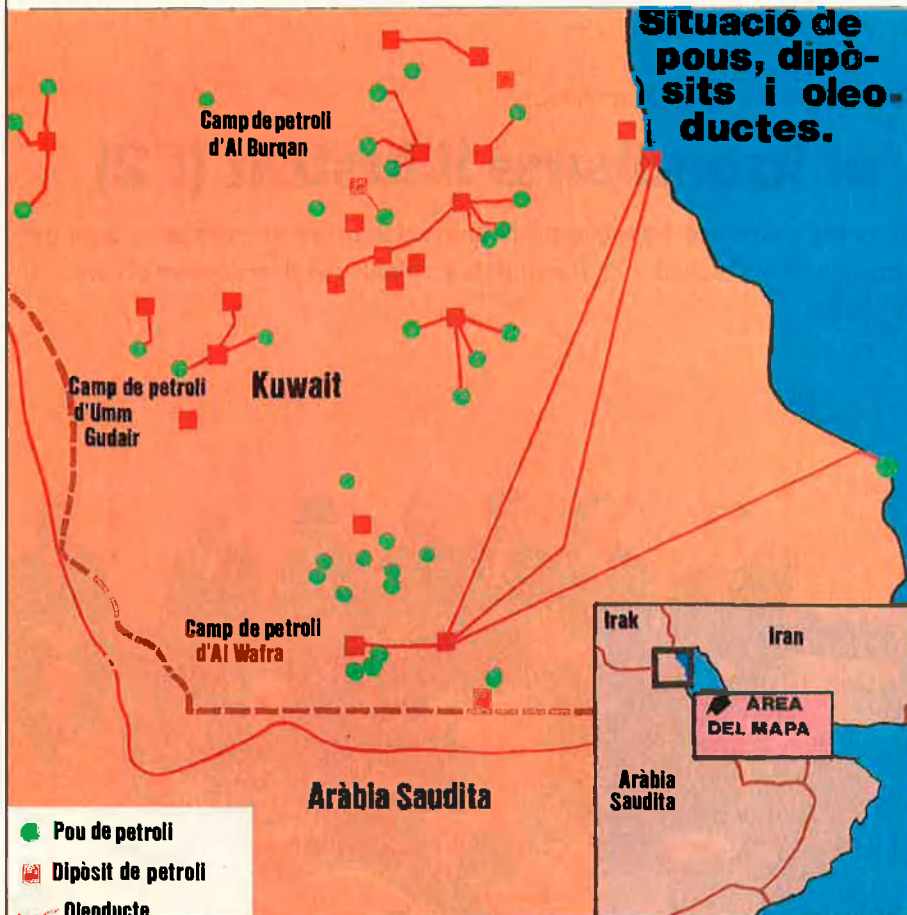 Situació de
pous, dipò-
sits i oleo-
ductes.
Camp de petroli
d'Al Burqan
Kuwait
Camp de petroli
d'Umm
Gudair
Camp de petroli
d'Al Wafra
Aràbia Saudita
Irak
Iran
AREA
DEL MAPA
Aràbia
Saudita
Pou de petroli
Dipòsit de petroli
Oleoducte